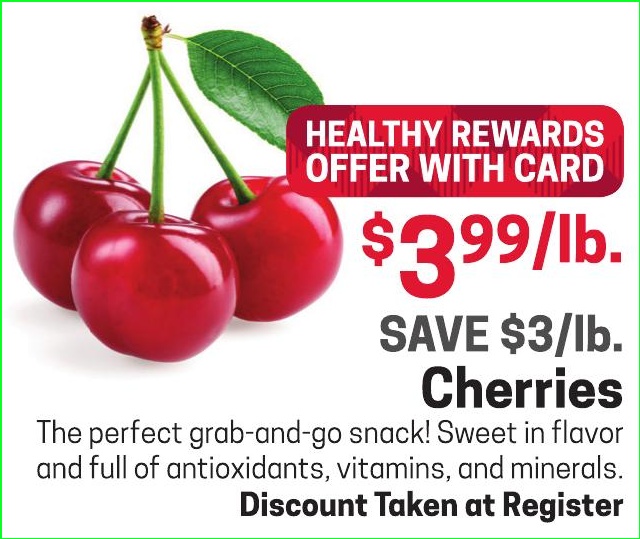 HEALTHY REWARDS
OFFER WITH CARD
$3 99/lb.
SAVE $3/lb.
Cherries
The perfect grab-and-go snack! Sweet in flavor
and full of antioxidants, vitamins, and minerals.
Discount Taken at Register